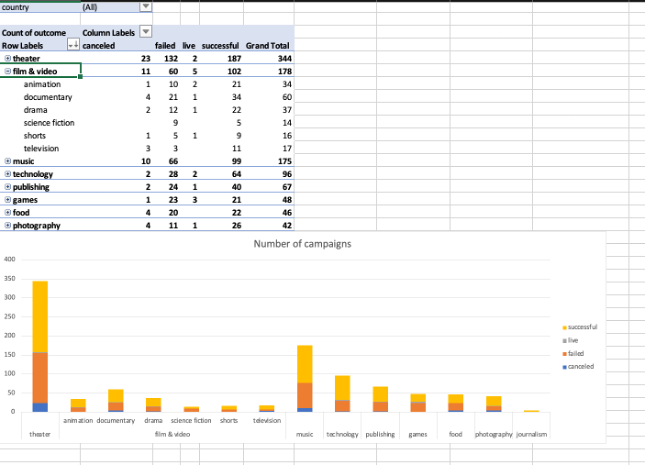 country (All)
Count of outcome Column Labels
Row Labels canceled failed live successful Grand Total
theater 23 132 2 187 344
film & video 11 60 5 102 178
animation 1 10 2 21 34
documentary 4 21 1 34 60
drama 2 12 1 22 37
science fiction 9 5 14
shorts 1 5 1 9 16
television 3 3 11 17
music 10 66 99 175
technology 2 28 2 64 96
publishing 2 24 1 40 67
games 1 23 3 21 48
food 4 20 22 46
photography 4 11 1 26 42
Number of campaigns
400
350
300
250
200
150
100
50
0
successful
live
failed
canceled
animation documentary drama science fiction shorts television
theater film & video music technology publishing games food photography journalism